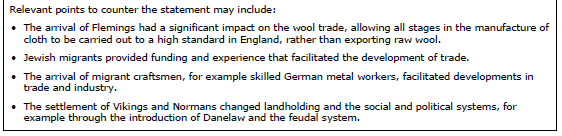 Relevant points to counter the statement may include:
• The arrival of Flemings had a significant impact on the wool trade, allowing all stages in the manufacture of
cloth to be carried out to a high standard in England, rather than exporting raw wool.
• Jewish migrants provided funding and experience that facilitated the development of trade.
• The arrival of migrant craftsmen, for example skilled German metal workers, facilitated developments in
trade and industry.
• The settlement of Vikings and Normans changed landholding and the social and political systems, for
example through the introduction of Danelaw and the feudal system.